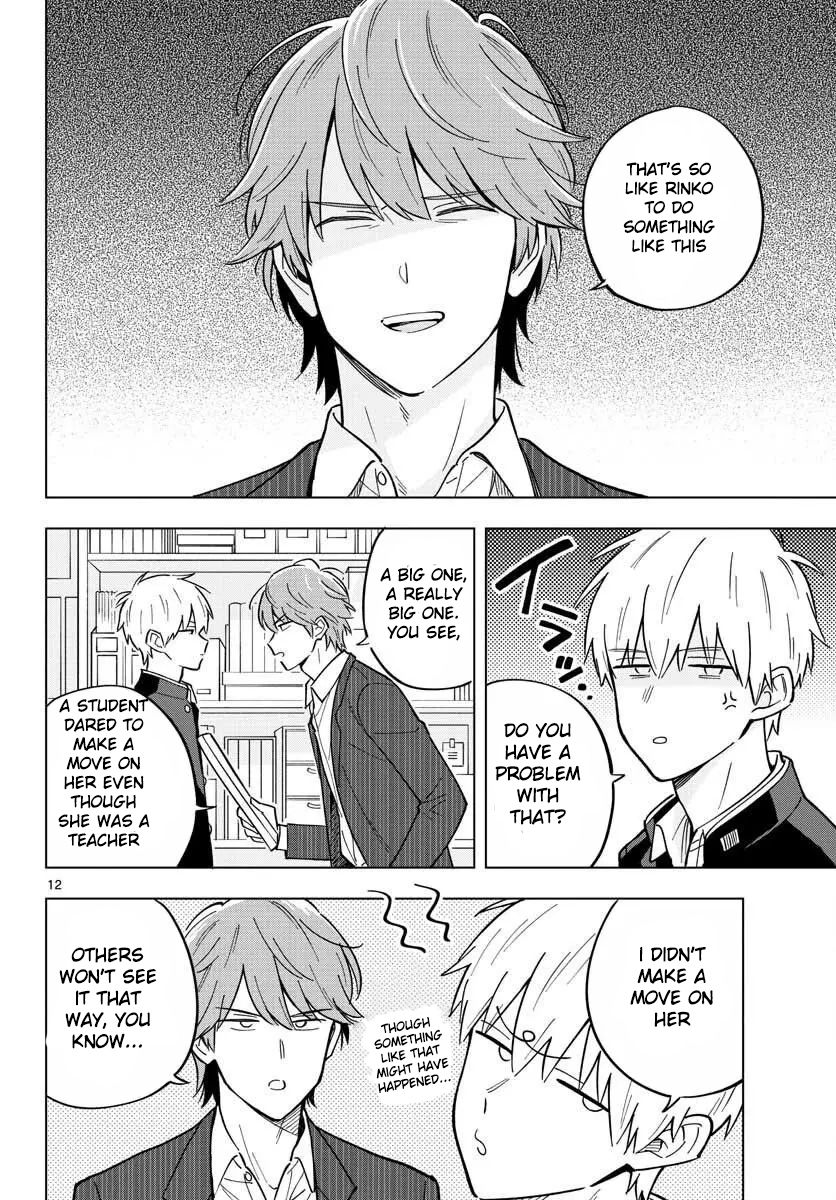 THAT'S SO
LIKE RINKO
TO DO
SOMETHING
LIKE THIS
イラッ
DO YOU
HAVE A
PROBLEM
WITH
THAT?
A BIG ONE,
A REALLY
BIG ONE.
YOU SEE,
A STUDENT
DARED TO
MAKE A
MOVE ON
HER EVEN
THOUGH
SHE WAS A
TEACHER
12
I DIDN'T
MAKE A
MOVE ON
HER
THOUGH
SOMETHING
LIKE THAT
MIGHT HAVE
HAPPENED...
OTHERS
WON'T SEE
IT THAT
WAY, YOU
KNOW...